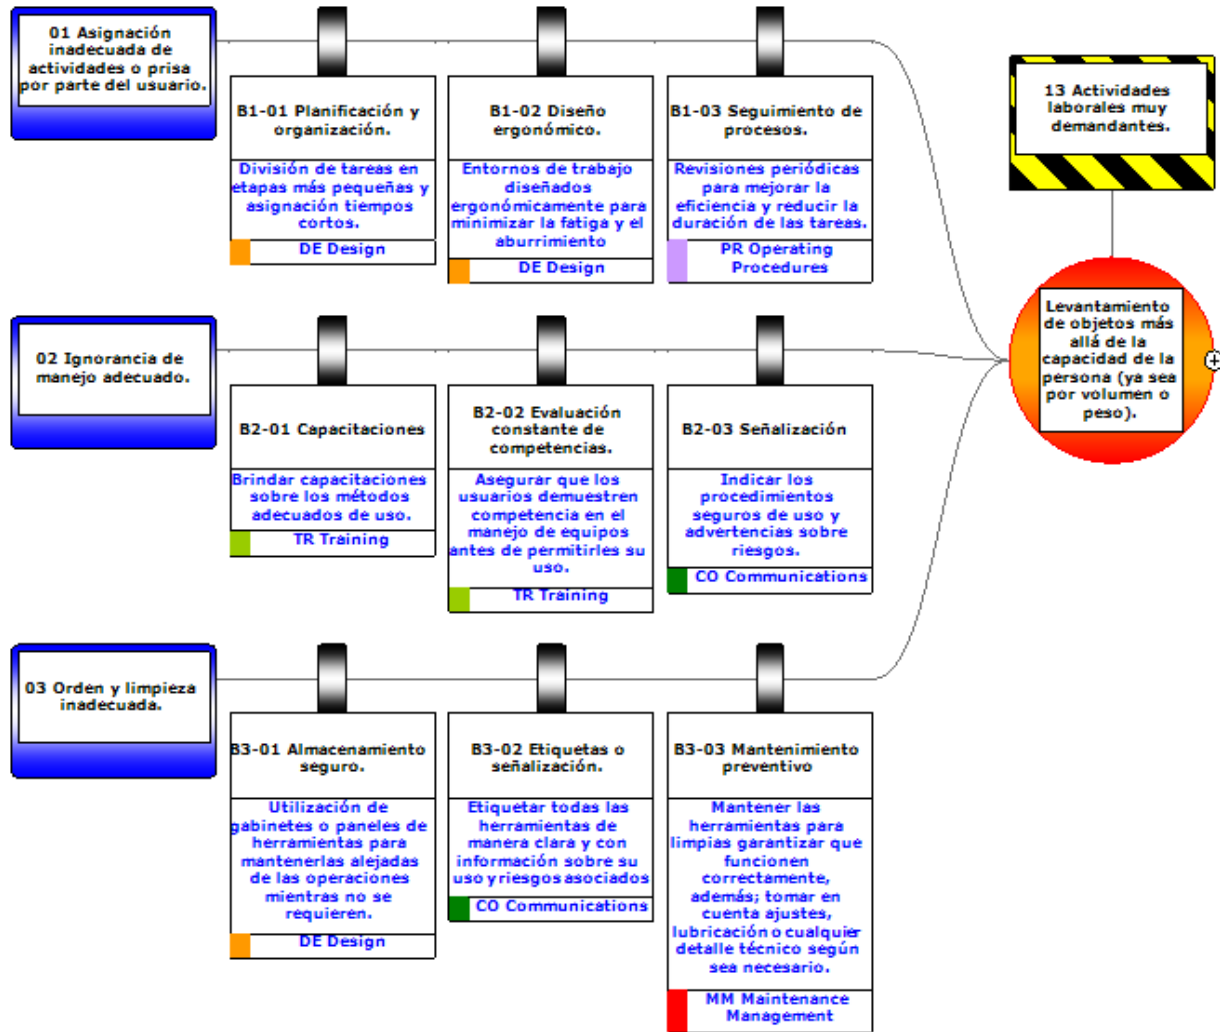 01 Asignación
inadecuada de
actividades o prisa
por parte del usuario.
B1-01 Planificación y
organización.
División de tareas en
etapas más pequeñas y
asignación tiempos
cortos.
DE Design
B1-02 Diseño
ergonómico.
Entornos de trabajo
diseñados
ergonómicamente para
minimizar la fatiga y el
aburrimiento
DE Design
B1-03 Seguimiento de
procesos.
Revisiones periódicas
para mejorar la
eficiencia y reducir la
duración de las tareas.
PR Operating
Procedures
13 Actividades
laborales muy
demandantes.
Levantamiento
de objetos más
allá de la
capacidad de la
persona (ya sea
por volumen o
peso).
02 Ignorancia de
manejo adecuado.
B2-01 Capacitaciones
Brindar capacitaciones
sobre los métodos
adecuados de uso.
TR Training
B2-02 Evaluación
constante de
competencias.
Asegurar que los
usuarios demuestren
competencia en el
manejo de equipos
antes de permitirles su
uso.
TR Training
B2-03 Señalización
Indicar los
procedimientos
seguros de uso y
advertencias sobre
riesgos.
CO Communications
03 Orden y limpieza
inadecuada.
B3-01 Almacenamiento
seguro.
Utilización de
gabinetes o paneles de
herramientas para
mantenerlas alejadas
de las operaciones
mientras no se
requieren.
DE Design
B3-02 Etiquetas o
señalización.
Etiquetar todas las
herramientas de
manera clara y con
información sobre su
uso y riesgos asociados
CO Communications
B3-03 Mantenimiento
preventivo
Mantener las
herramientas para
limpias garantizar que
funcionen
correctamente,
además; tomar en
cuenta ajustes,
lubricación o cualquier
detalle técnico según
sea necesario.
MM Maintenance
Management